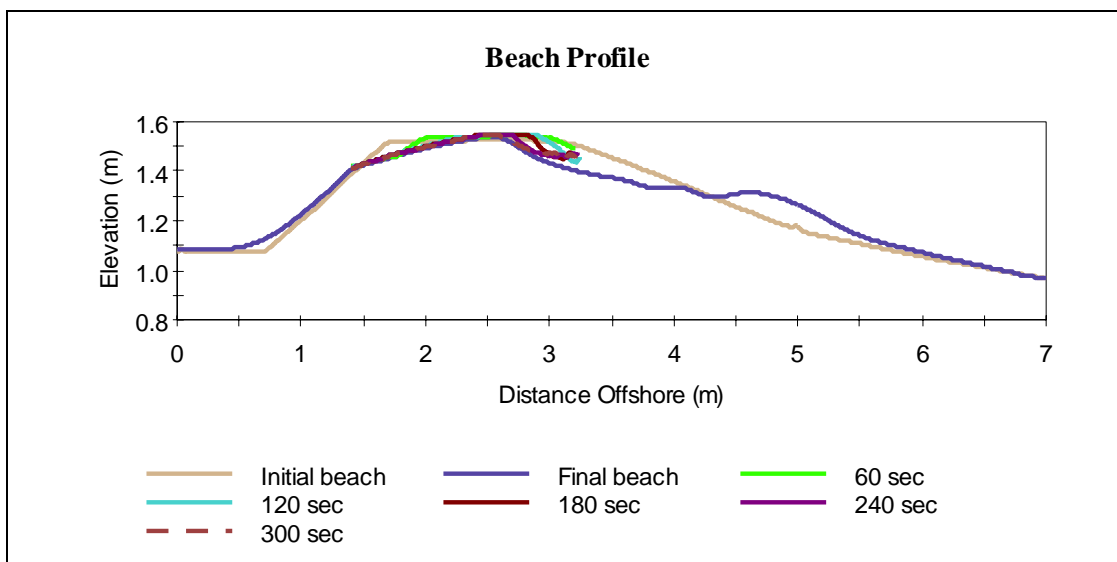 Beach Profile
1.6
1.4
1.2
1.0
0.8
Elevation (m)
0 1 2 3 4 5 6 7
Distance Offshore (m)
Initial beach Final beach 60 sec
120 sec 180 sec 240 sec
300 sec